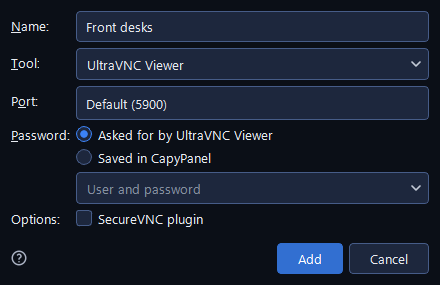 Name: Front desks
Tool: UltraVNC Viewer
Port: Default (5900)
Password: Asked for by UltraVNC Viewer
Saved in CapyPanel
User and password
Options: SecureVNC plugin
Add Cancel